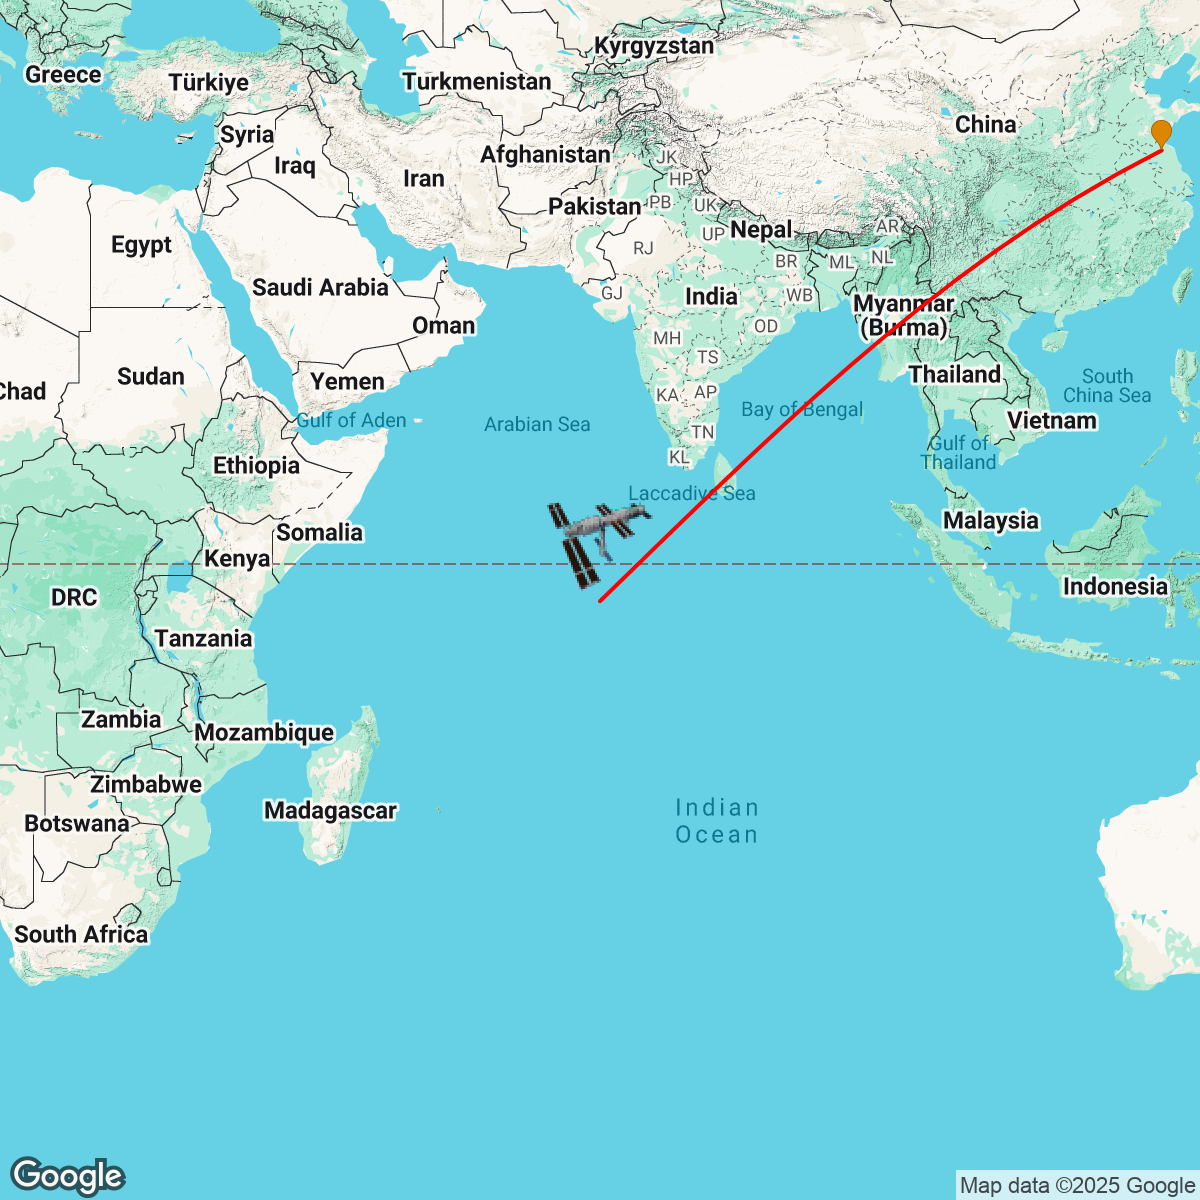 Kyrgyzstan
Greece
Türkiye
Turkmenistan
China
Syria
Afghanistan
JK
Iraq
Iran
HP
Pakistan
PB
UK
Nepal
AR
UP
Egypt
RJ
NL
BR
ML
Saudi Arabia
GJ
India
WB
Myanmar
(Burma)
Oman
OD
MH
TS
Sudan
Thailand
South
China Sea
Yemen
Chad
KA
AP
Bay of Bengal
Gulf of Aden
Arabian Sea
Vietnam
TN
Gulf of
Thailand
KL
Ethiopia
Laccadive Sea
Malaysia
Somalia
Kenya
Indonesia
DRC
Tanzania
Zambia
Mozambique
Zimbabwe
Madagascar
Indian
Ocean
Botswana
South Africa
Google
Map data ©2025 Google